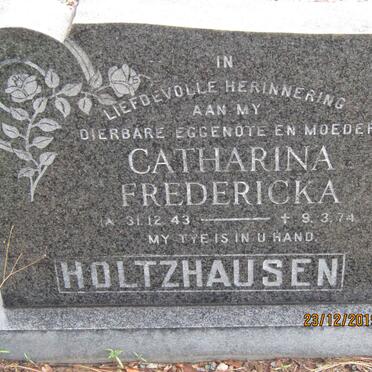 IN
LIEFDEVOLLE HERINNERING
AAN MY
DIERBARE EGGENOTE EN MOEDER
CATHARINA
FREDERICKA
31.12.43 — + 9.3.74
MY TYE IS IN U HAND.
HOLTZHAUSEN
23/12/201